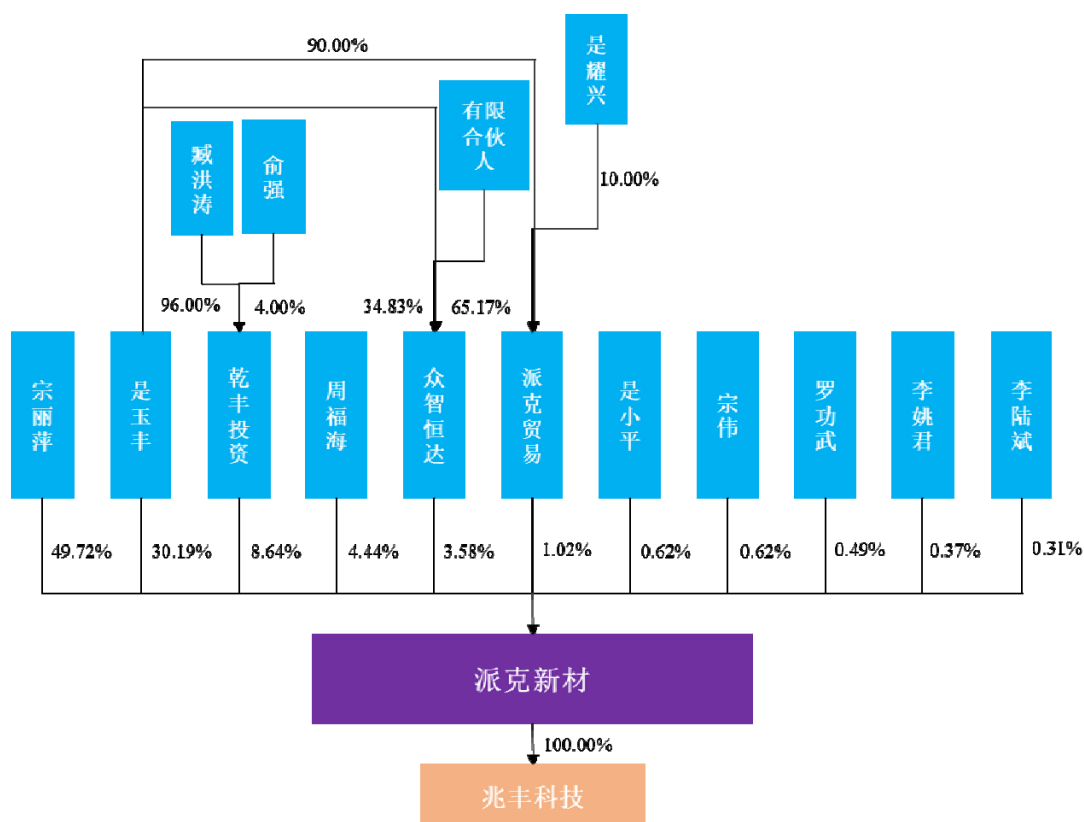 90.00%
是耀兴
有限合伙人
臧洪涛
俞强
10.00%
96.00%
4.00%
34.83%
65.17%
宗丽萍
是玉丰
乾丰投资
周福海
众智恒达
派克贸易
是小平
宗伟
罗功武
李姚君
李陆斌
49.72%
30.19%
8.64%
4.44%
3.58%
1.02%
0.62%
0.62%
0.49%
0.37%
0.31%
派克新材
100.00%
兆丰科技